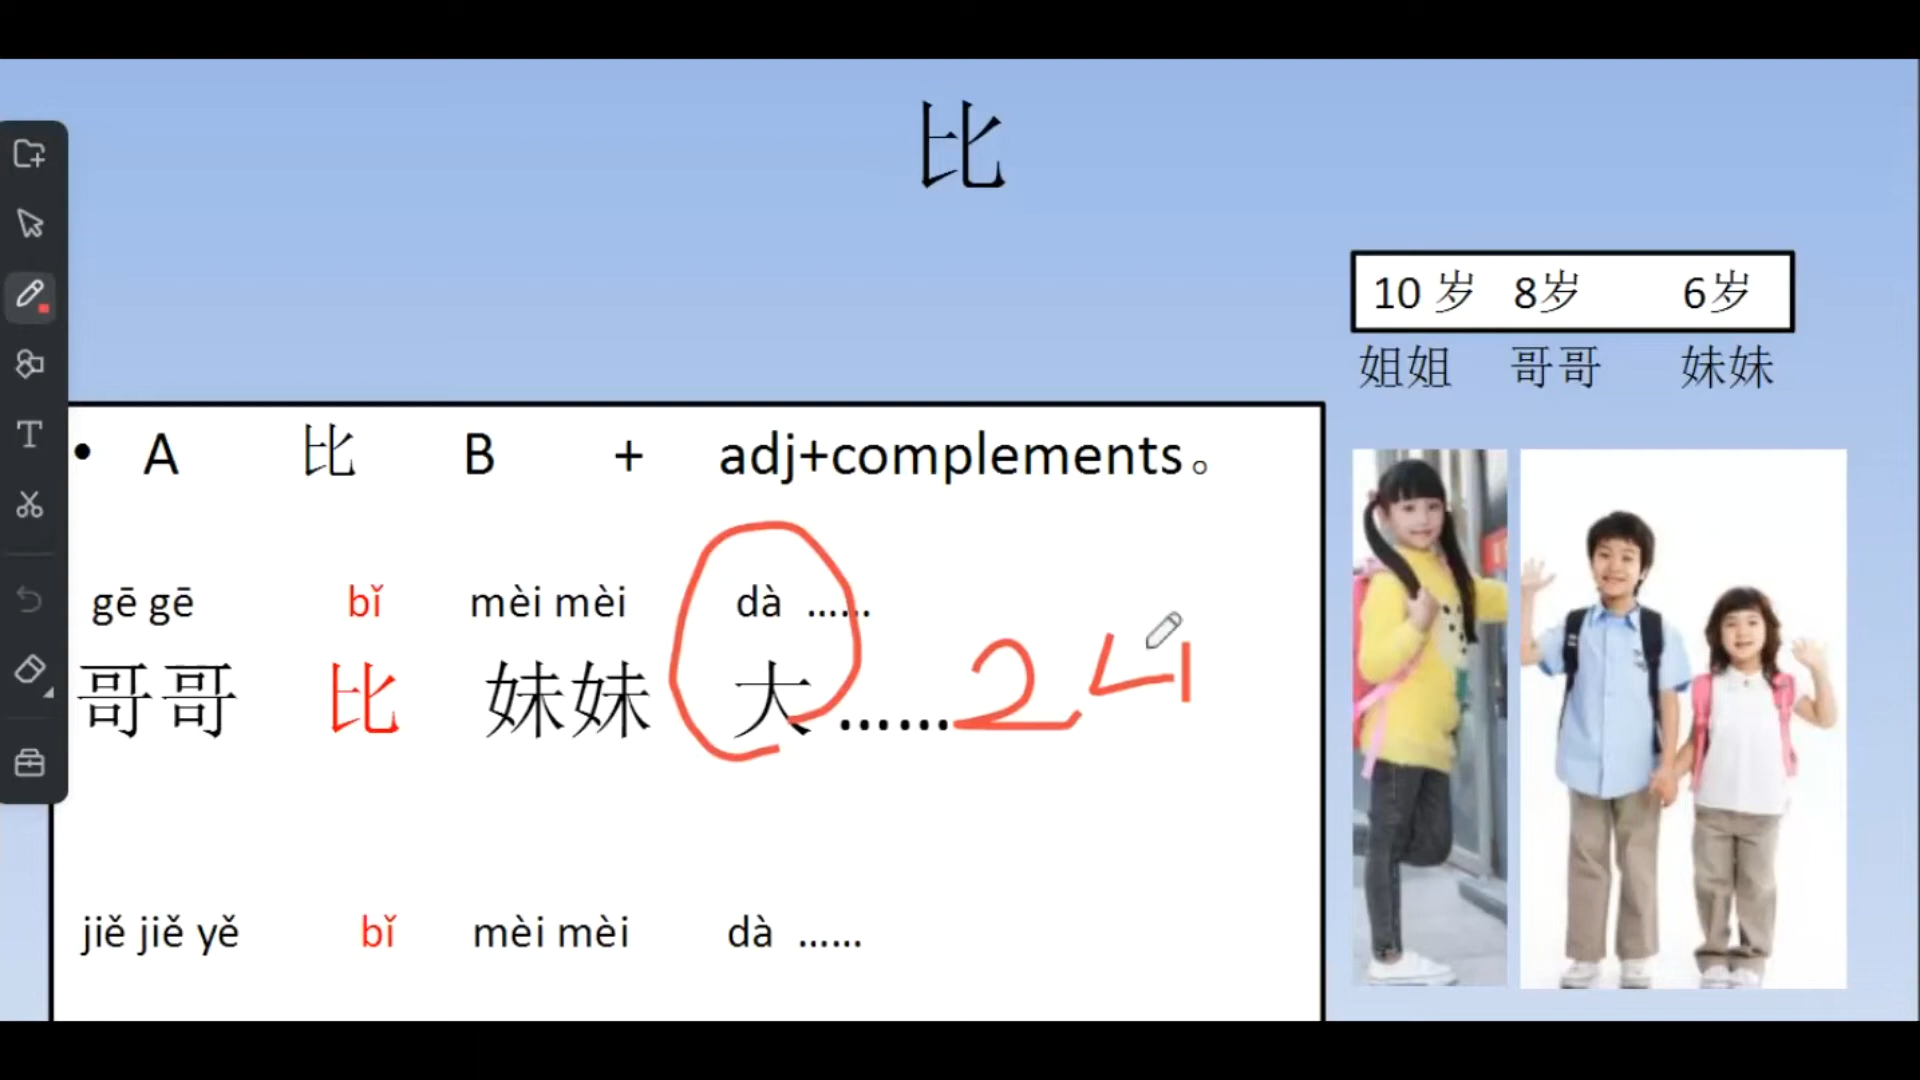 比
10 岁 8岁 6岁
姐姐 哥哥 妹妹
• A 比 B + adj+complements。
gē gē bǐ mèi mèi dà ......
哥哥 比 妹妹 大 ......2
jiě jiě yě bǐ mèi mèi dà ......